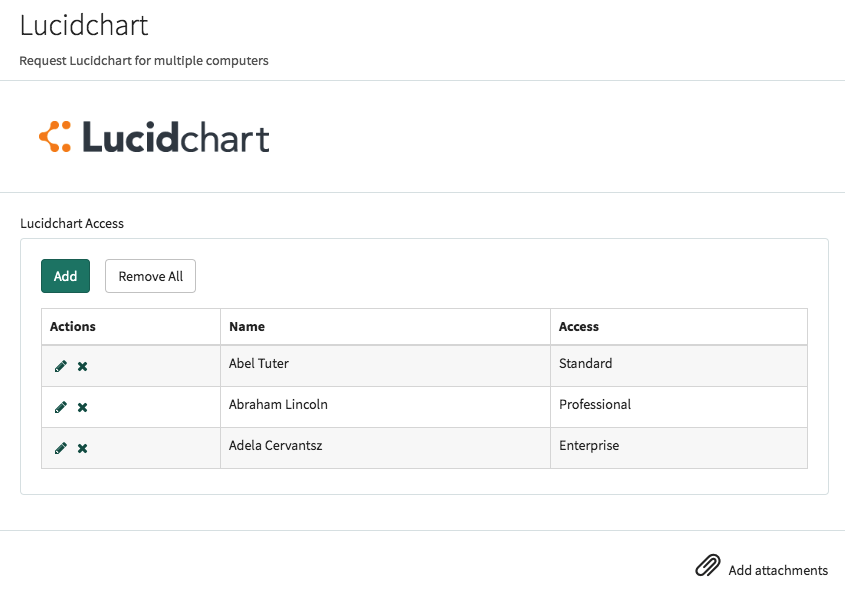 Lucidchart
Request Lucidchart for multiple computers
Lucidchart
Lucidchart Access
Add Remove All
Actions Name Access
Abel Tuter Standard
Abraham Lincoln Professional
Adela Cervantsz Enterprise
Add attachments